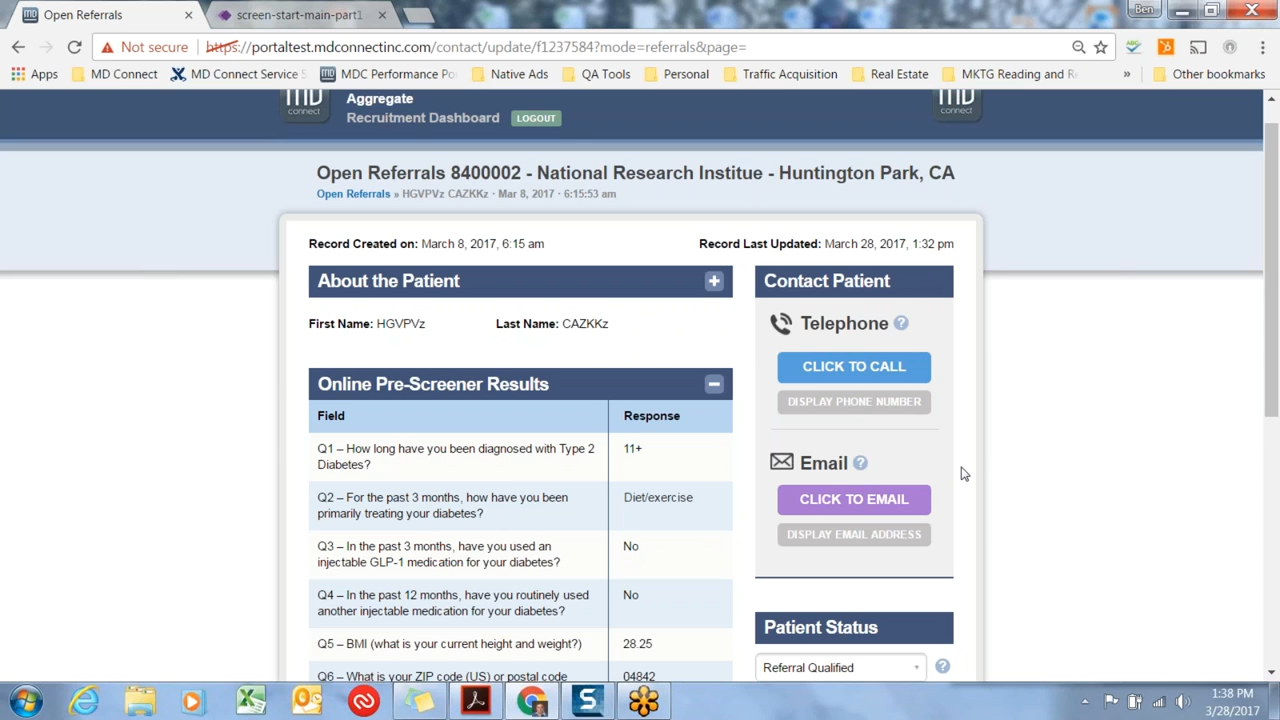 Open Referrals
screen-start-main-part1
Ben
Not secure
https://portaltest.mdconnectinc.com/contact/update/f1237584?mode=referrals&page=
Apps
MD Connect
MD Connect Service
MDC Performance Po
Native Ads
QA Tools
Personal
Traffic Acquisition
Real Estate
MKTG Reading and R
»
Other bookmarks
MD
connect
Aggregate
Recruitment Dashboard
LOGOUT
MD
connect
Open Referrals 8400002 - National Research Institue - Huntington Park, CA
Open Referrals » HGVPVz CAZKKz · Mar 8, 2017 · 6:15:53 am
Record Created on: March 8, 2017, 6:15 am
Record Last Updated: March 28, 2017, 1:32 pm
About the Patient
First Name: HGVPVz
Last Name: CAZKKz
Online Pre-Screener Results
Field
Response
Q1 – How long have you been diagnosed with Type 2
Diabetes?
11+
Q2 – For the past 3 months, how have you been
primarily treating your diabetes?
Diet/exercise
Q3 – In the past 3 months, have you used an
injectable GLP-1 medication for your diabetes?
No
Q4 – In the past 12 months, have you routinely used
another injectable medication for your diabetes?
No
Q5 – BMI (what is your current height and weight?)
28.25
Q6 – What is your ZIP code (US) or postal code
04842
Contact Patient
Telephone ?
CLICK TO CALL
DISPLAY PHONE NUMBER
Email ?
CLICK TO EMAIL
DISPLAY EMAIL ADDRESS
Patient Status
Referral Qualified
?
1:38 PM
3/28/2017